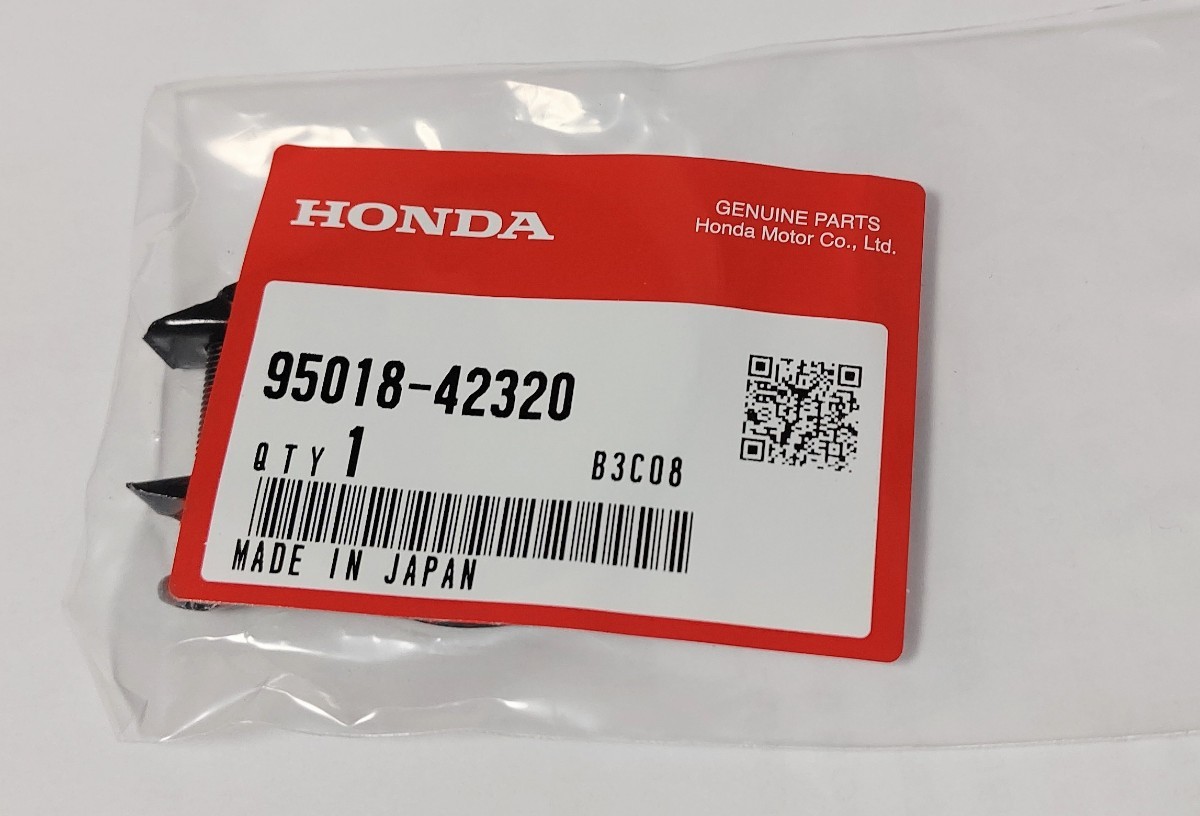 HONDA
GENUINE PARTS
Honda Motor Co., Ltd.
95018-42320
QTY 1
B3C08
MADE IN JAPAN